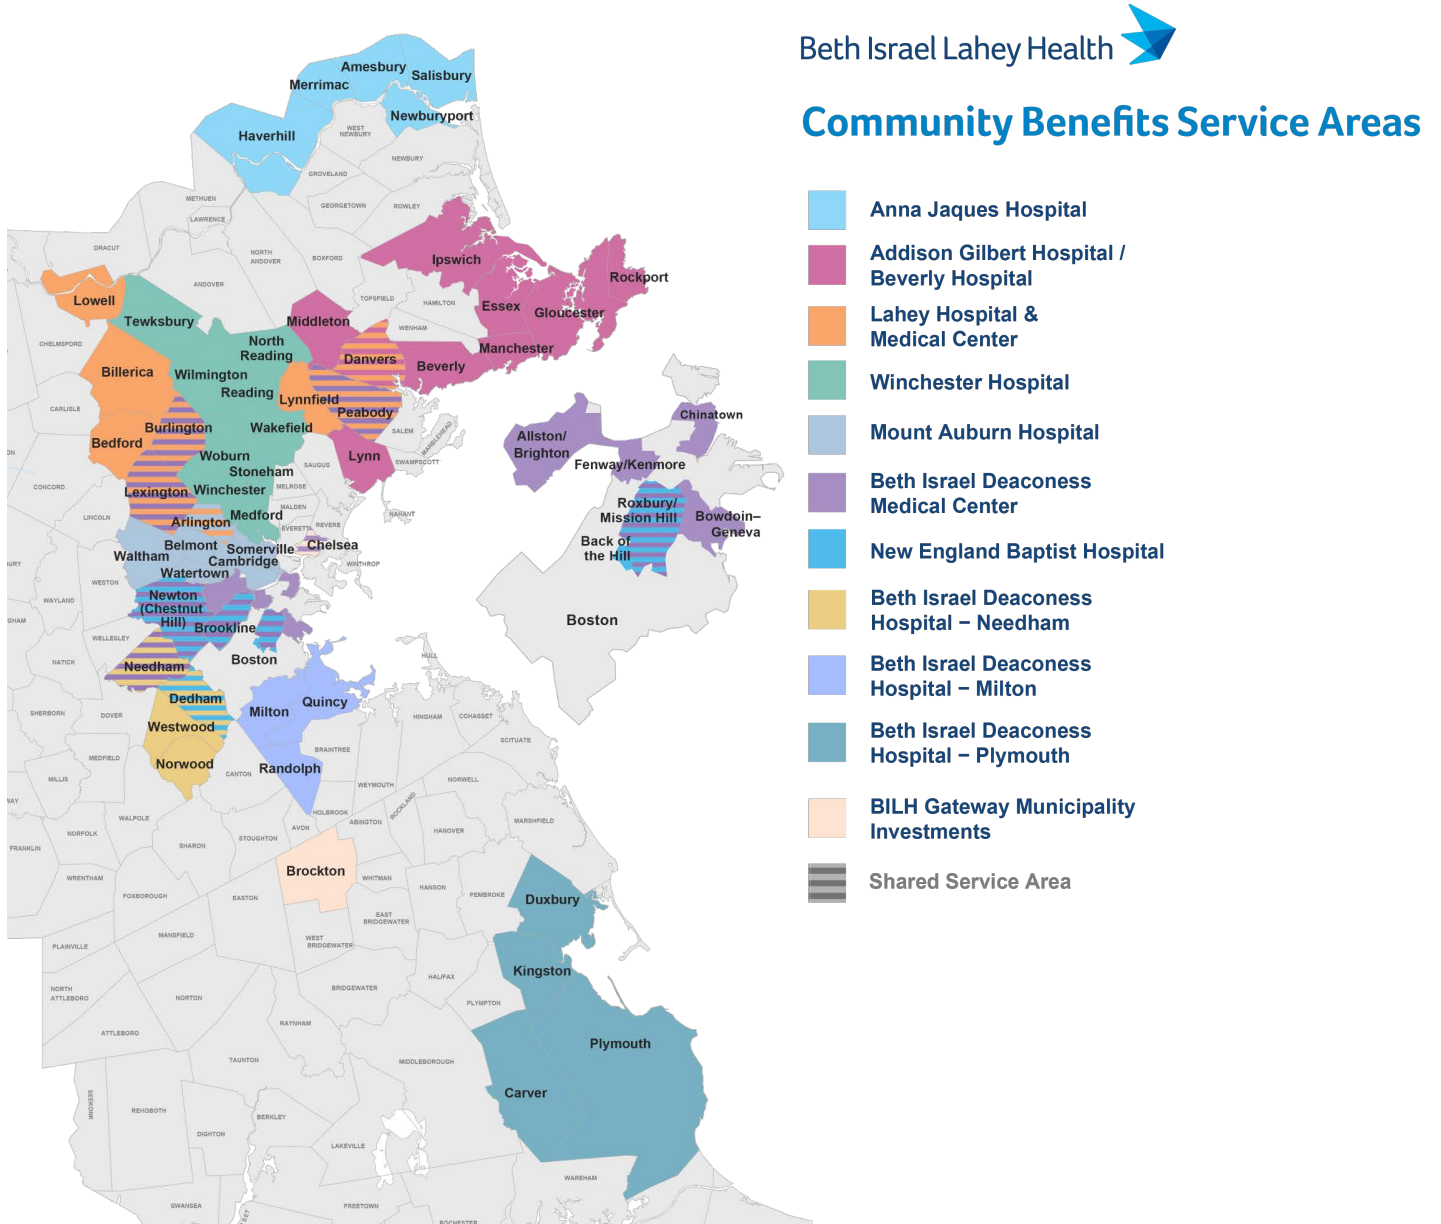 Beth Israel Lahey Health
Community Benefits Service Areas
Anna Jaques Hospital
Addison Gilbert Hospital /
Beverly Hospital
Lahey Hospital &
Medical Center
Winchester Hospital
Mount Auburn Hospital
Beth Israel Deaconess
Medical Center
New England Baptist Hospital
Beth Israel Deaconess
Hospital – Needham
Beth Israel Deaconess
Hospital – Milton
Beth Israel Deaconess
Hospital – Plymouth
BILH Gateway Municipality
Investments
Shared Service Area
Amesbury
Salisbury
Merrimac
Newburyport
Haverhill
WEST
NEWBURY
NEWBURY
GROVELAND
METHUEN
GEORGETOWN
ROWLEY
LAWRENCE
DRACUT
NORTH
ANDOVER
BOXFORD
Ipswich
Rockport
ANDOVER
Lowell
TOPSFIELD
HAMILTON
Essex
Gloucester
Tewksbury
Middleton
WENHAM
CHELMSFORD
North
Reading
Manchester
Danvers
Beverly
Billerica
Wilmington
Reading
Lynnfield
CARLISLE
Peabody
Burlington
Wakefield
SALEM
MARBLEHEAD
Bedford
Woburn
Lynn
SAUGUS
SWAMPSCOTT
Stoneham
CONCORD
Lexington
Winchester
MELROSE
MALDEN
NAHANT
LINCOLN
Arlington
Medford
EVERETT
REVERE
Belmont
Somerville
Chelsea
Waltham
Cambridge
WINTHROP
Watertown
WESTON
Newton
(Chestnut
Hill)
WAYLAND
Brookline
WELLESLEY
Boston
NATICK
Needham
HULL
Dedham
Quincy
SHERBORN
DOVER
Milton
HINGHAM
COHASSET
Westwood
SCITUATE
BRAINTREE
MEDFIELD
Norwood
CANTON
Randolph
MILLIS
WEYMOUTH
NORWELL
HOLBROOK
ROCKLAND
WALPOLE
AVON
ABINGTON
MARSHFIELD
NORFOLK
STOUGHTON
HANOVER
FRANKLIN
SHARON
Brockton
WRENTHAM
WHITMAN
HANSON
PEMBROKE
FOXBOROUGH
EASTON
Duxbury
EAST
BRIDGEWATER
MANSFIELD
WEST
BRIDGEWATER
PLAINVILLE
Kingston
HALIFAX
NORTH
ATTLEBORO
BRIDGEWATER
NORTON
PLYMPTON
RAYNHAM
ATTLEBORO
Plymouth
TAUNTON
MIDDLEBOROUGH
Carver
SEEKONK
REHOBOTH
BERKLEY
DIGHTON
LAKEVILLE
WAREHAM
SWANSEA
FREETOWN
ROCHESTER
Chinatown
Allston/
Brighton
Fenway/Kenmore
Roxbury/
Mission Hill
Bowdoin–
Geneva
Back of
the Hill
Boston